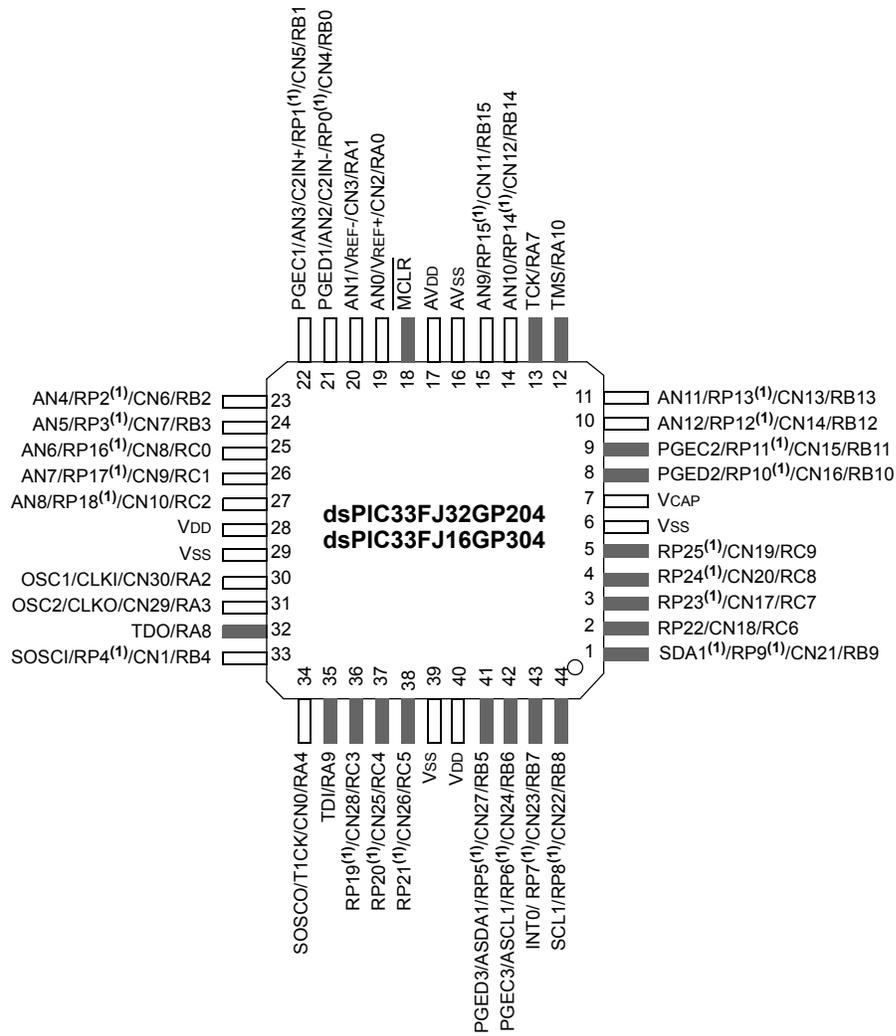 PGEC1/AN3/C2IN+/RP1(1)/CN5/RB1
PGED1/AN2/C2IN-/RP0(1)/CN4/RB0
AN1/VREF-/CN3/RA1
AN0/VREF+/CN2/RA0
MCLR
AVDD
AVSS
AN9/RP15(1)/CN11/RB15
AN10/RP14(1)/CN12/RB14
TCK/RA7
TMS/RA10
22 21 20 19 18 17 16 15 14 13 12
AN4/RP2(1)/CN6/RB2 23
AN5/RP3(1)/CN7/RB3 24
AN6/RP16(1)/CN8/RC0 25
AN7/RP17(1)/CN9/RC1 26
AN8/RP18(1)/CN10/RC2 27
VDD 28
VSS 29
OSC1/CLKI/CN30/RA2 30
OSC2/CLKO/CN29/RA3 31
TDO/RA8 32
SOSCI/RP4(1)/CN1/RB4 33
dsPIC33FJ32GP204
dsPIC33FJ16GP304
11 AN11/RP13(1)/CN13/RB13
10 AN12/RP12(1)/CN14/RB12
9 PGEC2/RP11(1)/CN15/RB11
8 PGED2/RP10(1)/CN16/RB10
7 VCAP
6 VSS
5 RP25(1)/CN19/RC9
4 RP24(1)/CN20/RC8
3 RP23(1)/CN17/RC7
2 RP22/CN18/RC6
1 SDA1(1)/RP9(1)/CN21/RB9
34 35 36 37 38 39 40 41 42 43 44
SOSCO/T1CK/CN0/RA4
TDI/RA9
RP19(1)/CN28/RC3
RP20(1)/CN25/RC4
RP21(1)/CN26/RC5
VSS
VDD
PGED3/ASDA1/RP5(1)/CN27/RB5
PGEC3/ASCL1/RP6(1)/CN24/RB6
INT0/ RP7(1)/CN23/RB7
SCL1/RP8(1)/CN22/RB8